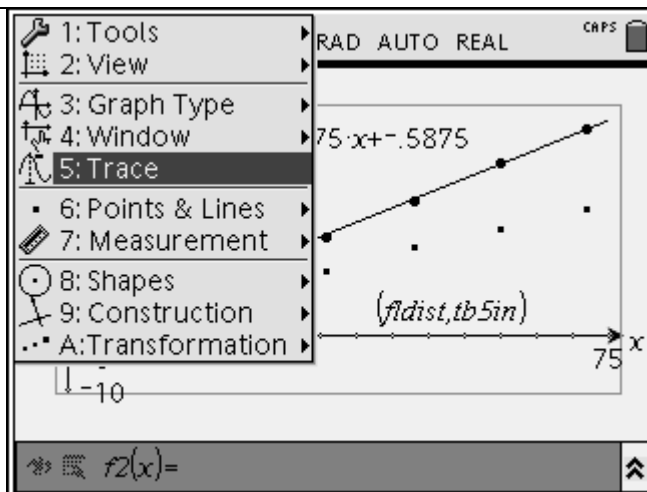 1: Tools
2: View
3: Graph Type
4: Window
5: Trace
6: Points & Lines
7: Measurement
8: Shapes
9: Construction
A:Transformation
RAD AUTO REAL
CAPS
75·x+⁻.5875
(fldist,tb5in)
75 x
-10
f2(x)=